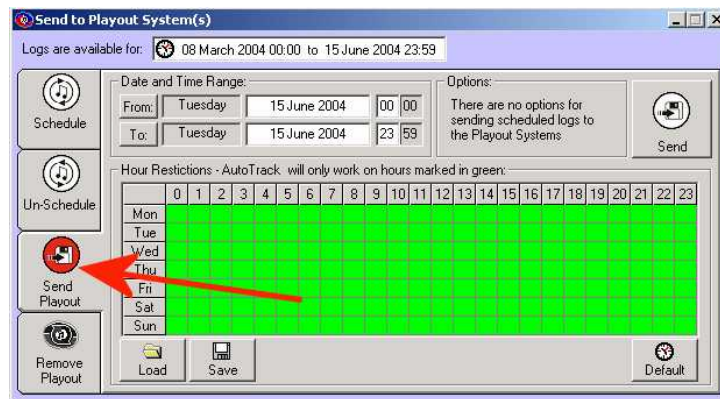 Send to Playout System(s)
Logs are available for: 08 March 2004 00:00 to 15 June 2004 23:59
Schedule
Un-Schedule
Send
Playout
Remove
Playout
Date and Time Range:
From: Tuesday 15 June 2004 00 00
To: Tuesday 15 June 2004 23 59
Options:
There are no options for
sending scheduled logs to
the Playout Systems
Send
Hour Restictions - AutoTrack will only work on hours marked in green:
0 1 2 3 4 5 6 7 8 9 10 11 12 13 14 15 16 17 18 19 20 21 22 23
Mon
Tue
Wed
Thu
Fri
Sat
Sun
Load
Save
Default